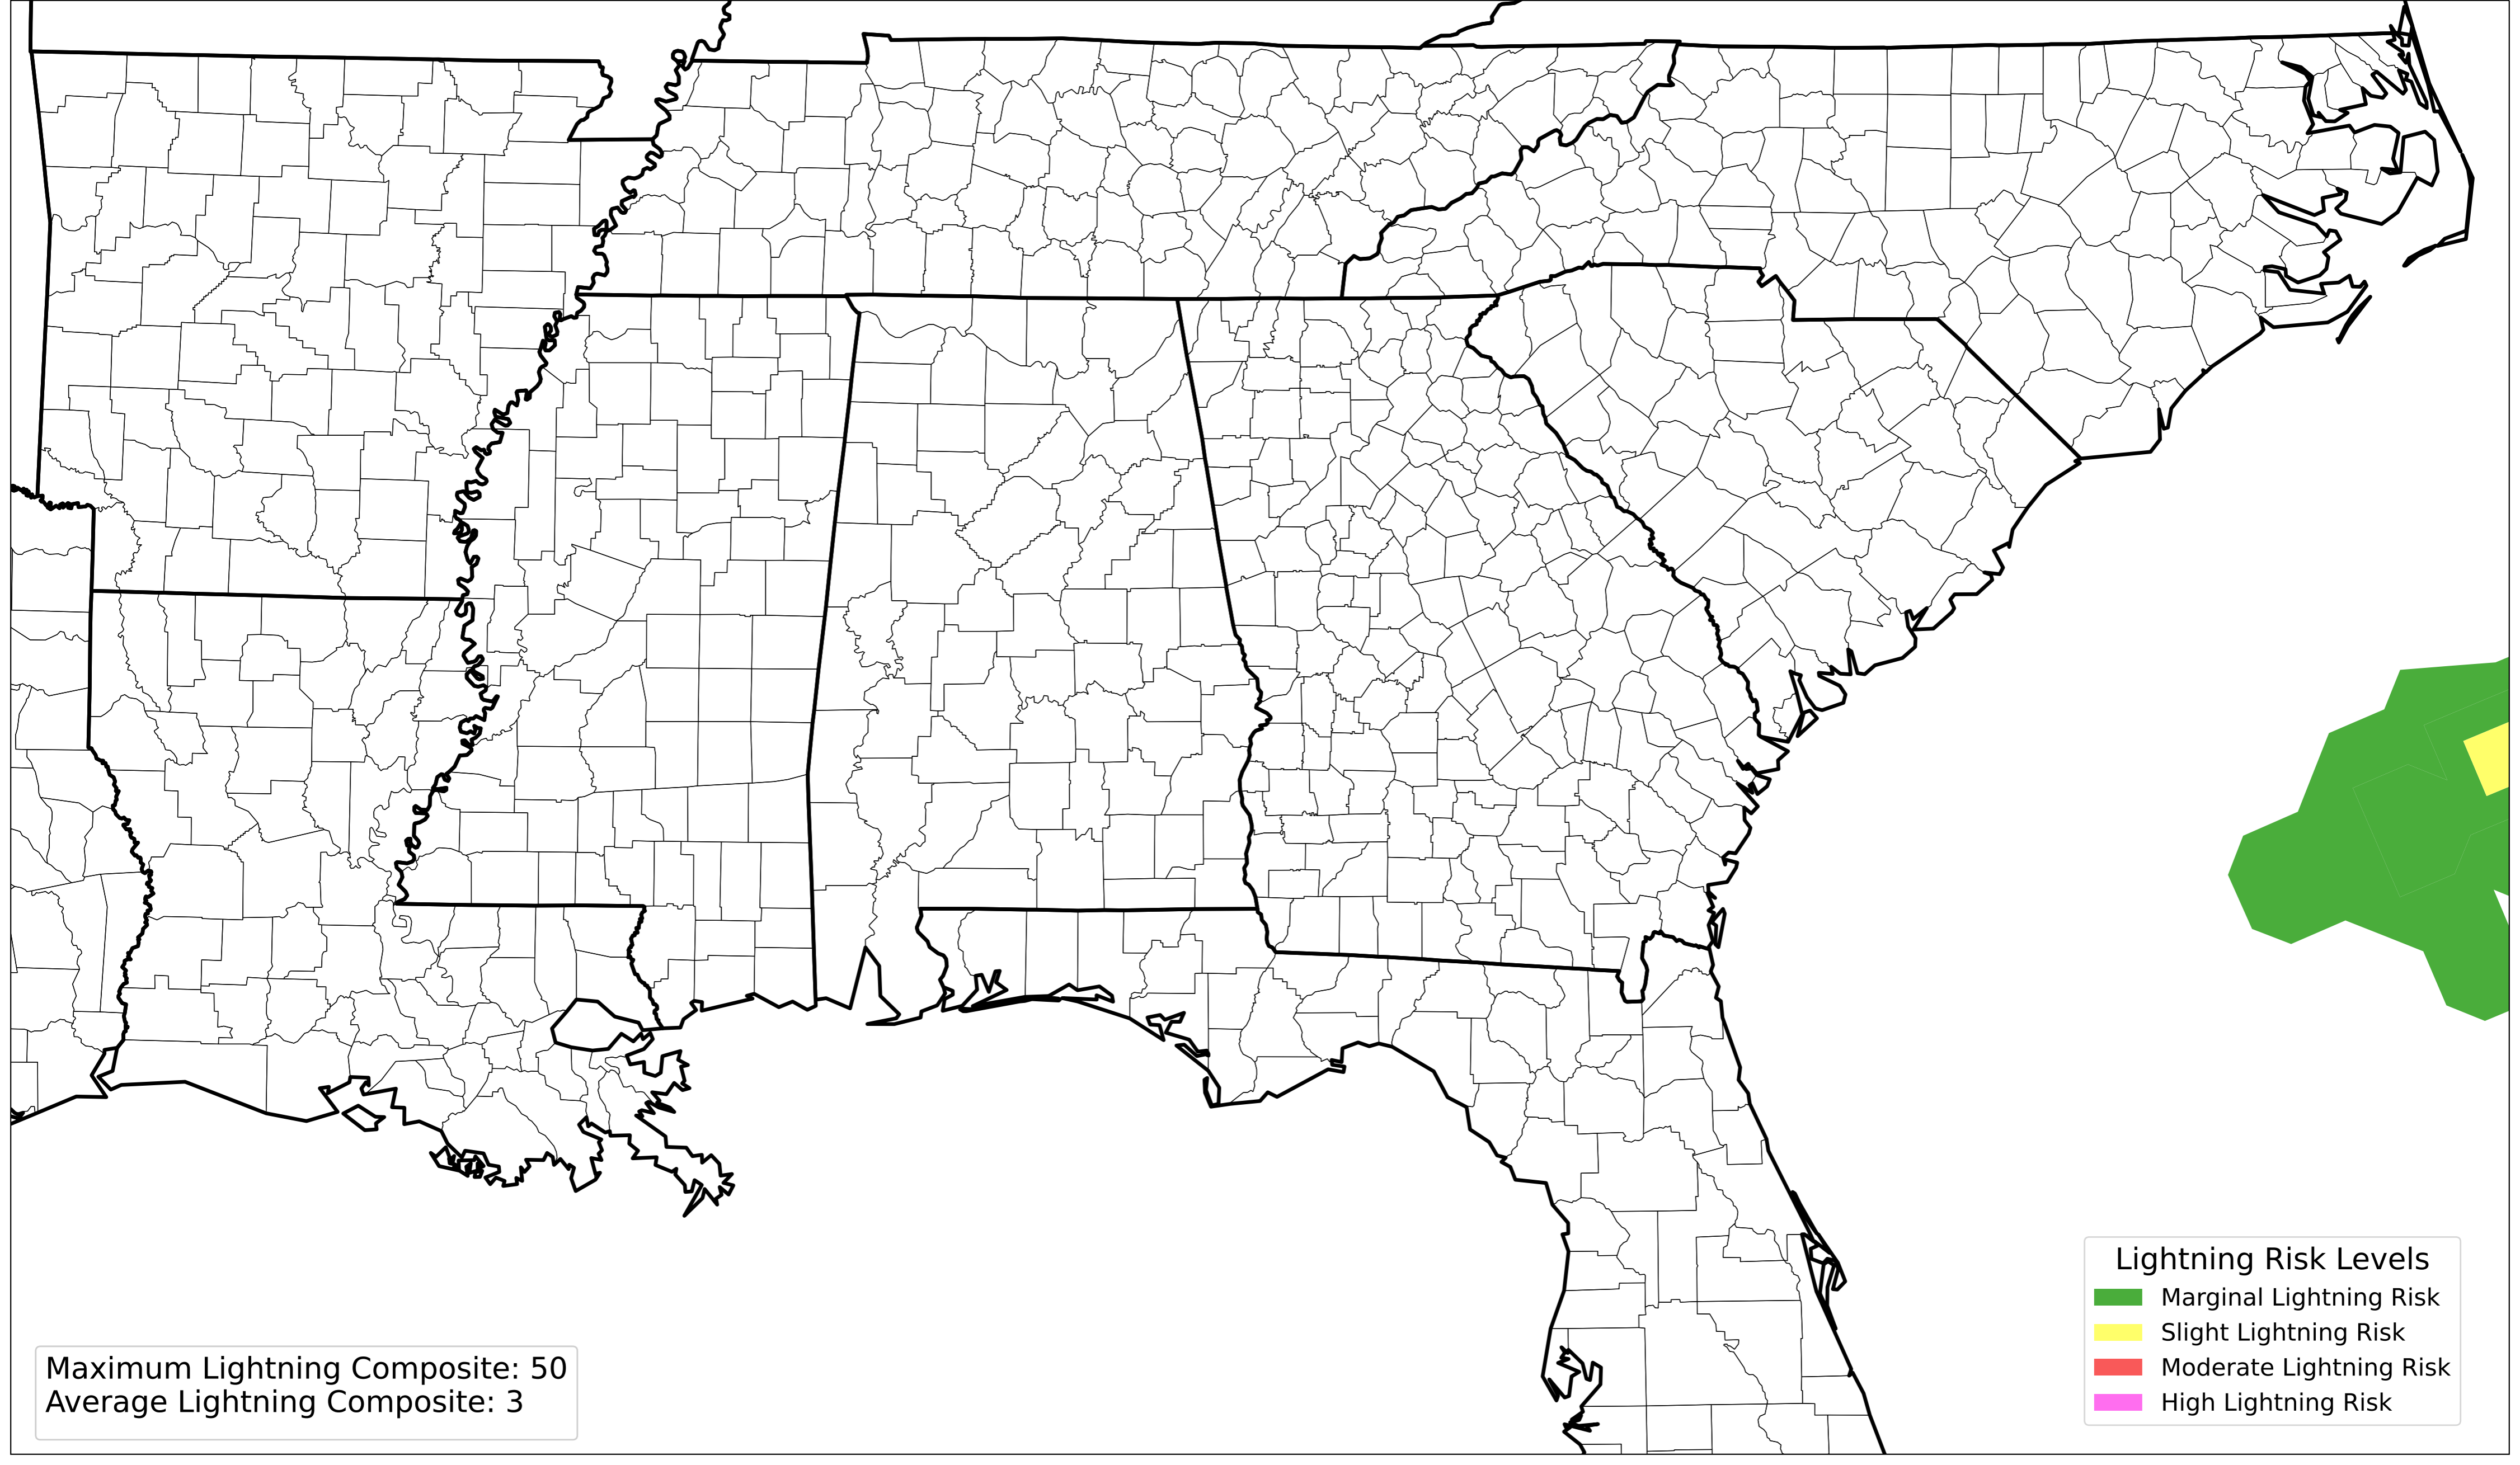 Lightning Risk Levels
Marginal Lightning Risk
Slight Lightning Risk
Moderate Lightning Risk
High Lightning Risk
Maximum Lightning Composite: 50
Average Lightning Composite: 3